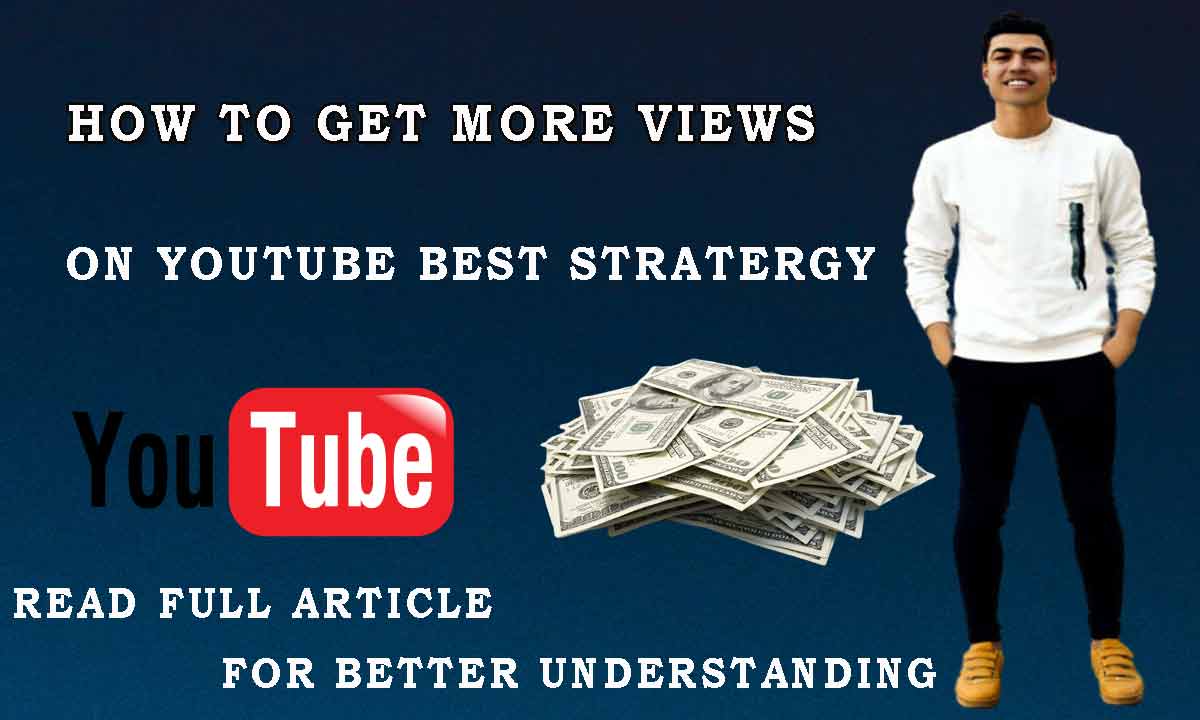 HOW TO GET MORE VIEWS
ON YOUTUBE BEST STRATERGY
YouTube
READ FULL ARTICLE
FOR BETTER UNDERSTANDING